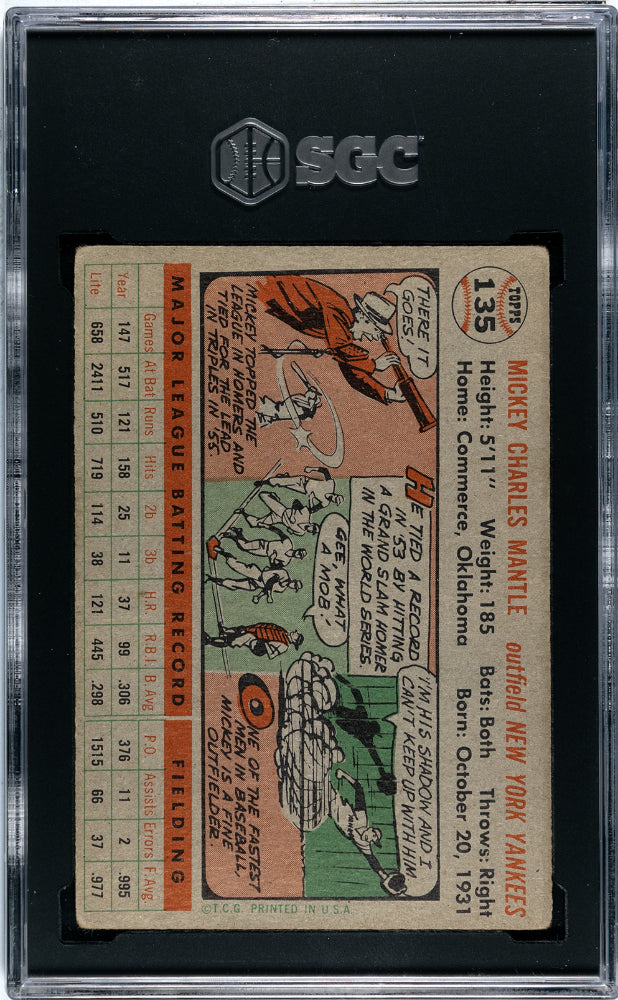 SGC
TOPPS
135
MICKEY CHARLES MANTLE outfield NEW YORK YANKEES
Height: 5'11" Weight: 185 Bats: Both Throws: Right
Home: Commerce, Oklahoma Born: October 20, 1931
THERE IT
GOES!
MICKEY TOPPED THE
LEAGUE IN HOMERS AND
TIED FOR THE LEAD
IN TRIPLES IN '55
HE TIED A RECORD
IN '53 BY HITTING
A GRAND SLAM HOMER
IN THE WORLD SERIES.
GEE, WHAT
A MOB!
I'M HIS SHADOW AND I
CAN'T KEEP UP WITH HIM
ONE OF THE FASTEST
MEN IN BASEBALL,
MICKEY IS A FINE
OUTFIELDER.
©T.C.G. PRINTED IN U.S.A.
MAJOR LEAGUE BATTING RECORD FIELDING
Games At Bat Runs Hits 2b 3b H.R. R.B.I. B. Avg. P.O. Assists Errors F. Avg.
Year 147 517 121 158 25 11 37 99 .306 376 11 2 .995
Life 658 2411 510 719 114 38 121 445 .298 1515 66 37 .977